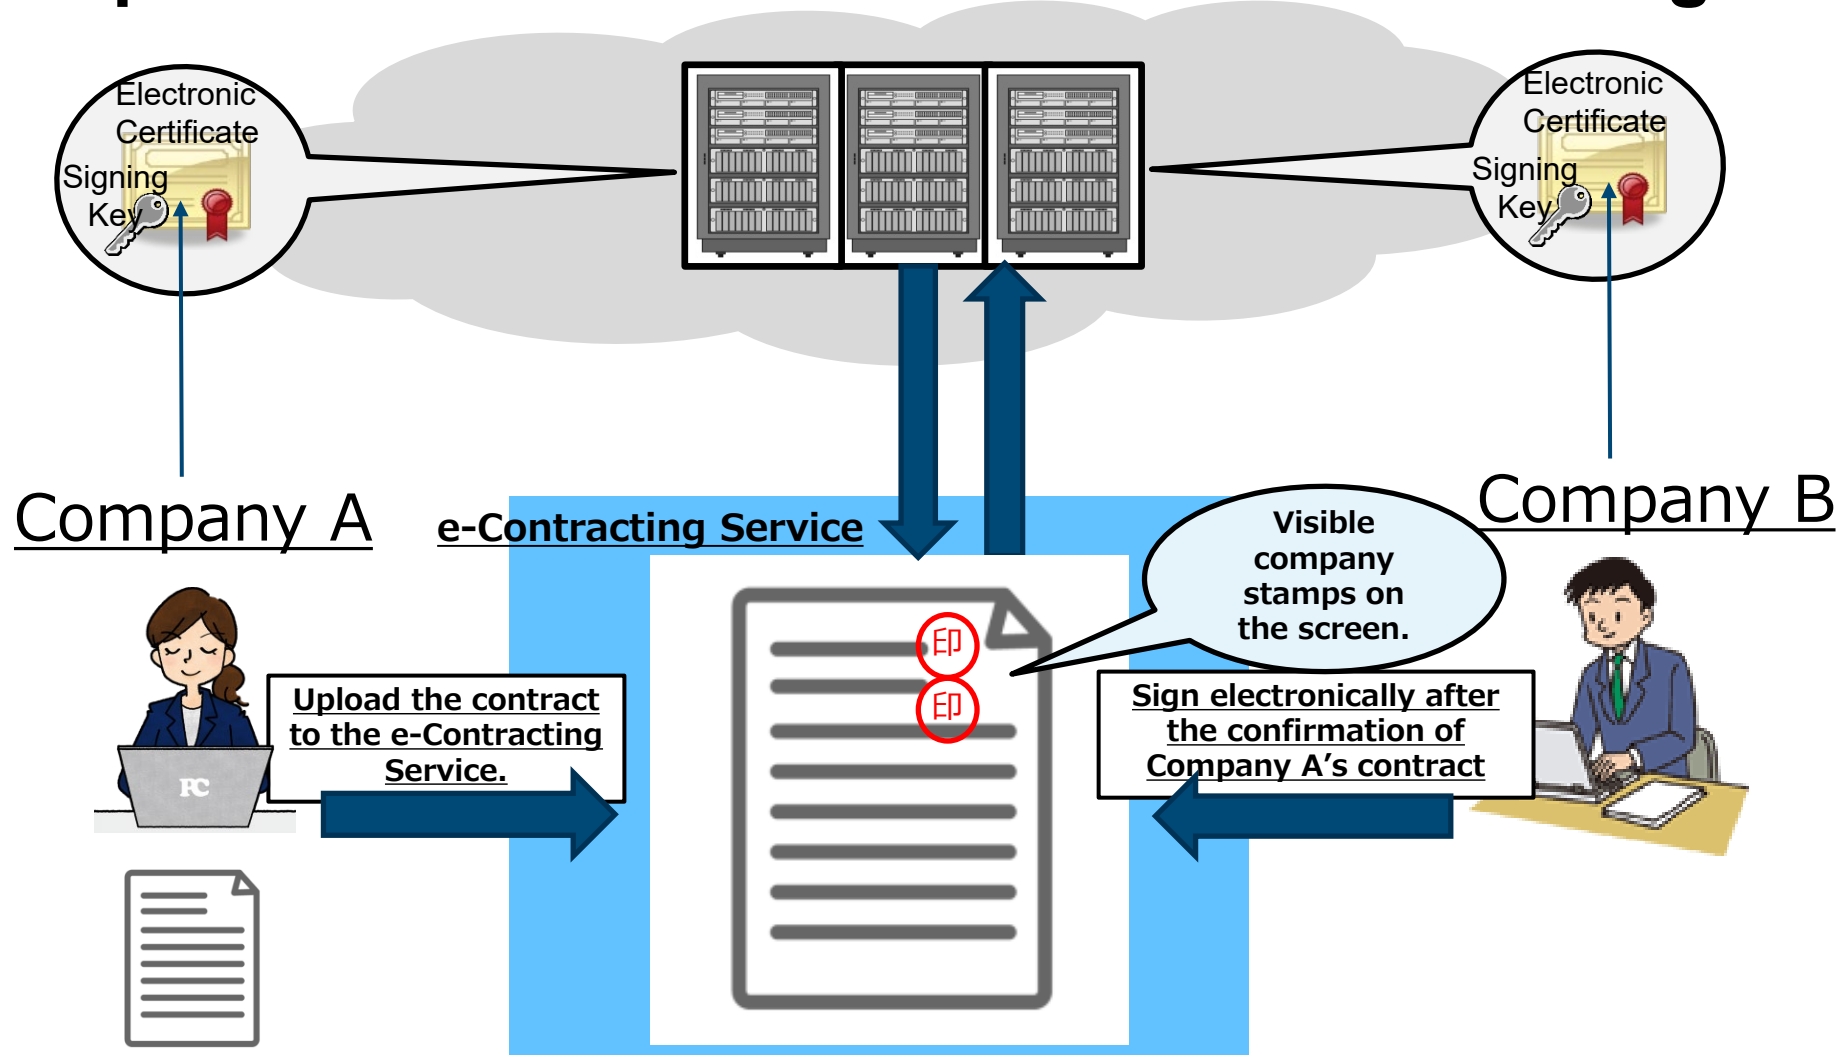 Electronic
Certificate
Signing
Key
Electronic
Certificate
Signing
Key
Company A
e-Contracting Service
Visible
company
stamps on
the screen.
Company B
印
印
Upload the contract
to the e-Contracting
Service.
Sign electronically after
the confirmation of
Company A’s contract
PC